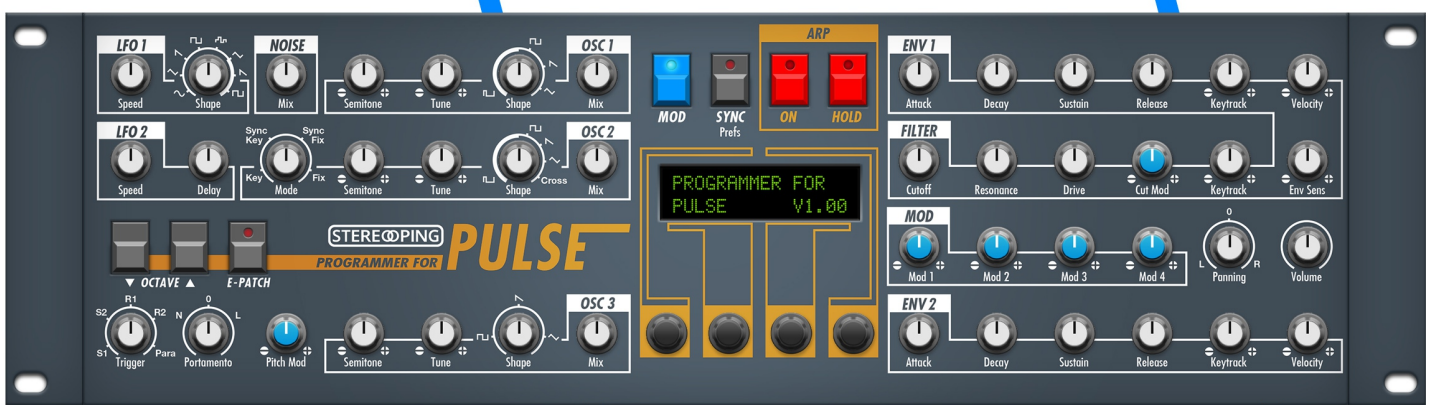 LFO 1
Speed
Shape
NOISE
Mix
Semitone
Tune
Shape
OSC 1
Mix
LFO 2
Speed
Delay
Sync Key
Sync Fix
Key
Fix
Mode
Semitone
Tune
Cross
Shape
OSC 2
Mix
STEREOPING
PROGRAMMER FOR
PULSE
▼ OCTAVE ▲
E-PATCH
S2
R1
R2
S1
Para
Trigger
N
0
L
Portamento
Pitch Mod
Semitone
Tune
Shape
OSC 3
Mix
MOD
SYNC
Prefs
ARP
ON
HOLD
PROGRAMMER FOR
PULSE V1.00
ENV 1
Attack
Decay
Sustain
Release
Keytrack
Velocity
FILTER
Cutoff
Resonance
Drive
Cut Mod
Keytrack
Env Sens
MOD
Mod 1
Mod 2
Mod 3
Mod 4
0
L
R
Panning
Volume
ENV 2
Attack
Decay
Sustain
Release
Keytrack
Velocity